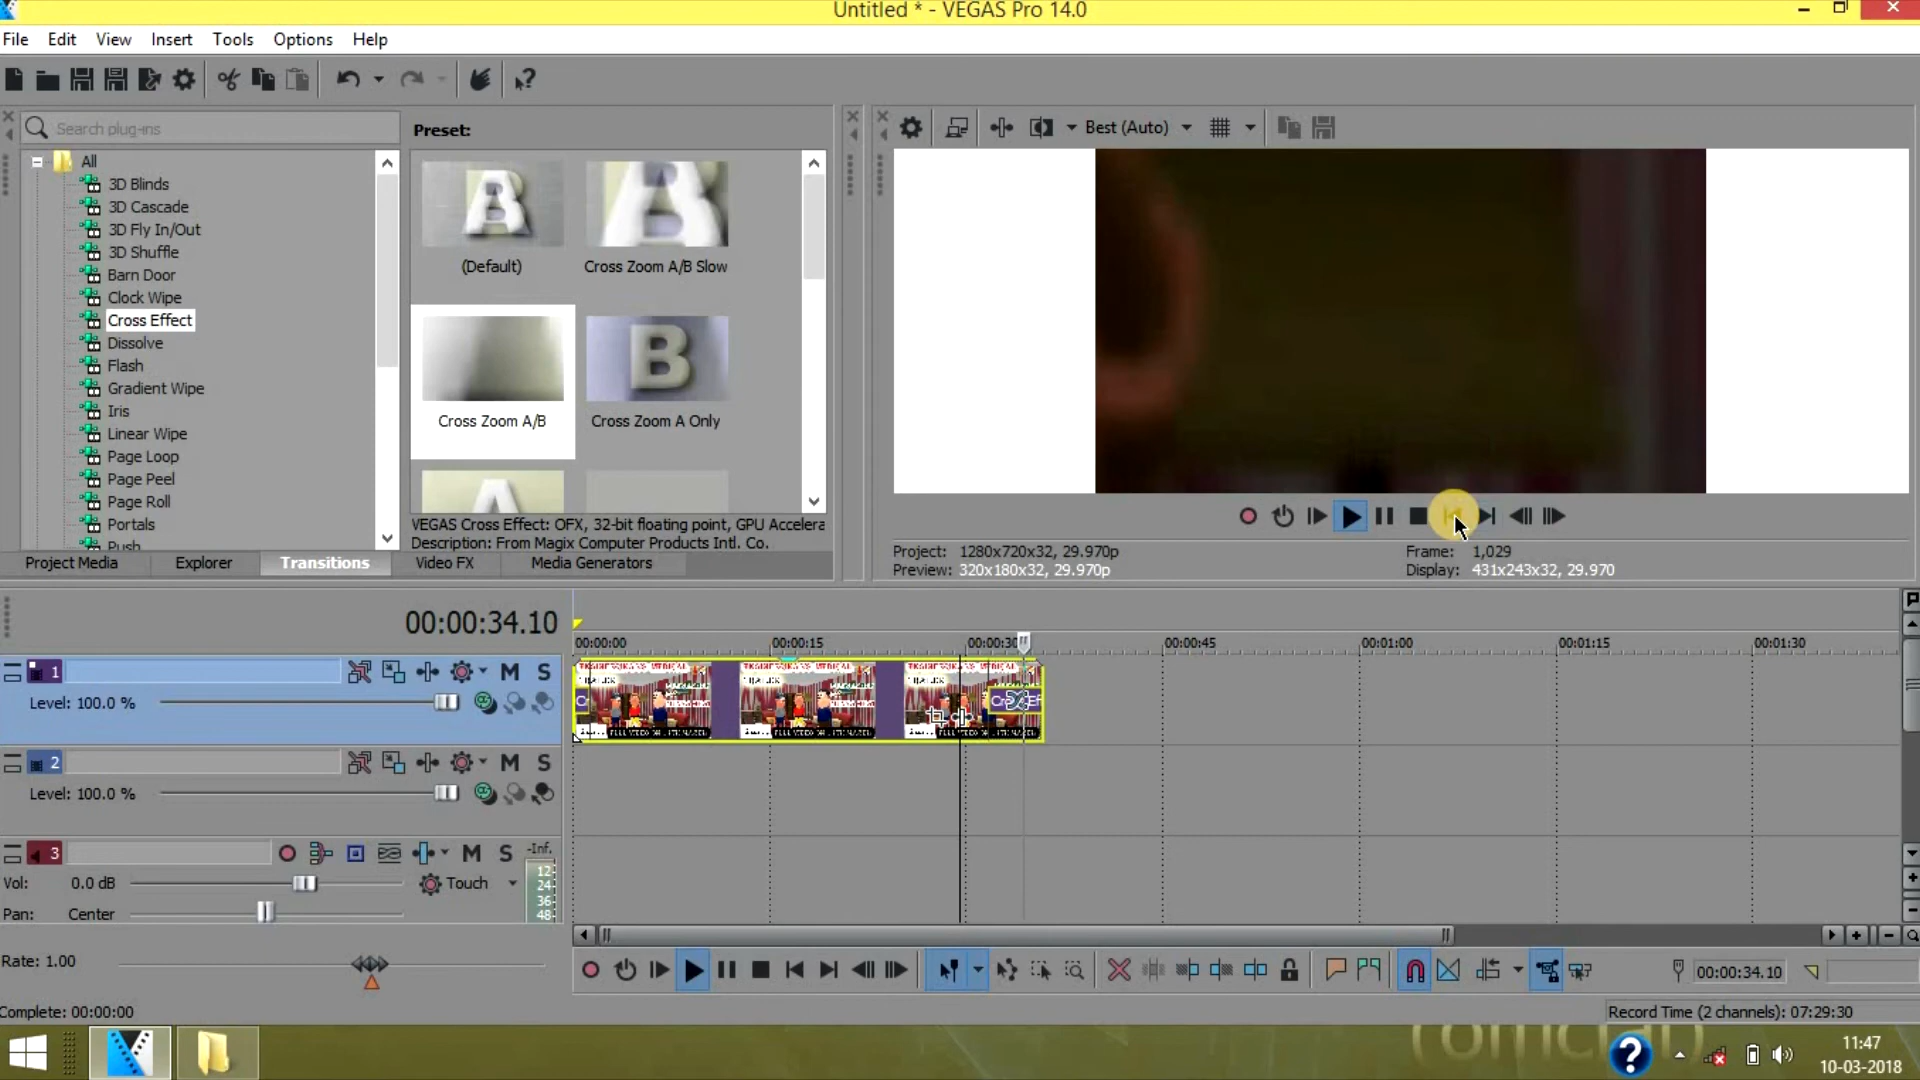 Untitled * - VEGAS Pro 14.0
File Edit View Insert Tools Options Help
Search plug-ins
Preset:
Best (Auto)
All
3D Blinds
3D Cascade
3D Fly In/Out
3D Shuffle
Barn Door
Clock Wipe
Cross Effect
Dissolve
Flash
Gradient Wipe
Iris
Linear Wipe
Page Loop
Page Peel
Page Roll
Portals
Push
(Default)
Cross Zoom A/B Slow
Cross Zoom A/B
Cross Zoom A Only
VEGAS Cross Effect: OFX, 32-bit floating point, GPU Accelera
Description: From Magix Computer Products Intl. Co.
Project Media Explorer Transitions Video FX Media Generators
Project: 1280x720x32, 29.970p
Preview: 320x180x32, 29.970p
Frame: 1,029
Display: 431x243x32, 29.970
00:00:34.10
00:00:00 00:00:15 00:00:30 00:00:45 00:01:00 00:01:15 00:01:30
1 M S
Level: 100.0 %
2 M S
Level: 100.0 %
3 M S -Inf.
Vol: 0.0 dB Touch
Pan: Center
12
24
36
48
Rate: 1.00
00:00:34.10
Complete: 00:00:00
Record Time (2 channels): 07:29:30
11:47
10-03-2018